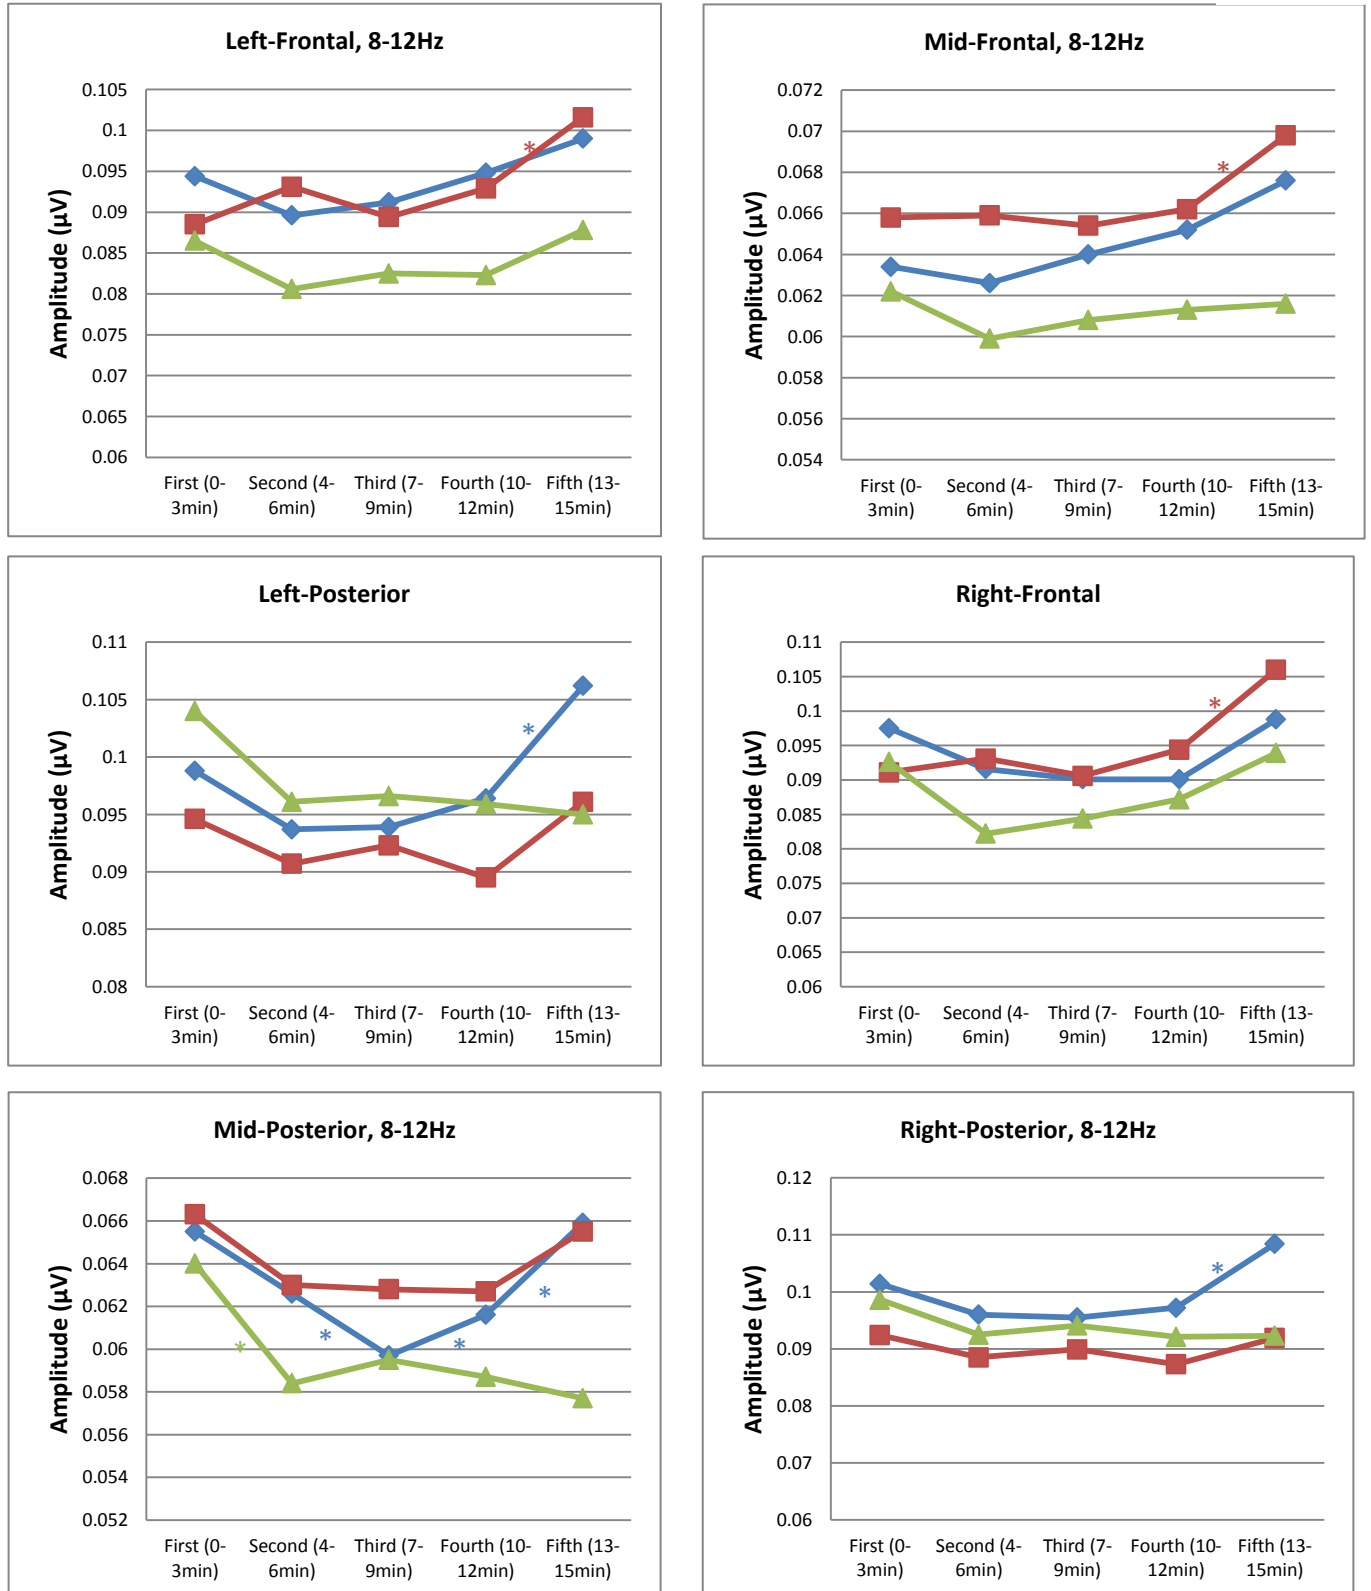 Left-Frontal, 8-12Hz
Amplitude (µV)
0.105
0.1
0.095
0.09
0.085
0.08
0.075
0.07
0.065
0.06
*
First (0-
3min)
Second (4-
6min)
Third (7-
9min)
Fourth (10-
12min)
Fifth (13-
15min)
Mid-Frontal, 8-12Hz
Amplitude (µV)
0.072
0.07
0.068
0.066
0.064
0.062
0.06
0.058
0.056
0.054
*
First (0-
3min)
Second (4-
6min)
Third (7-
9min)
Fourth (10-
12min)
Fifth (13-
15min)
Left-Posterior
Amplitude (µV)
0.11
0.105
0.1
0.095
0.09
0.085
0.08
*
First (0-
3min)
Second (4-
6min)
Third (7-
9min)
Fourth (10-
12min)
Fifth (13-
15min)
Right-Frontal
Amplitude (µV)
0.11
0.105
0.1
0.095
0.09
0.085
0.08
0.075
0.07
0.065
0.06
*
First (0-
3min)
Second (4-
6min)
Third (7-
9min)
Fourth (10-
12min)
Fifth (13-
15min)
Mid-Posterior, 8-12Hz
Amplitude (µV)
0.068
0.066
0.064
0.062
0.06
0.058
0.056
0.054
0.052
* * * *
First (0-
3min)
Second (4-
6min)
Third (7-
9min)
Fourth (10-
12min)
Fifth (13-
15min)
Right-Posterior, 8-12Hz
Amplitude (µV)
0.12
0.11
0.1
0.09
0.08
0.07
0.06
*
First (0-
3min)
Second (4-
6min)
Third (7-
9min)
Fourth (10-
12min)
Fifth (13-
15min)